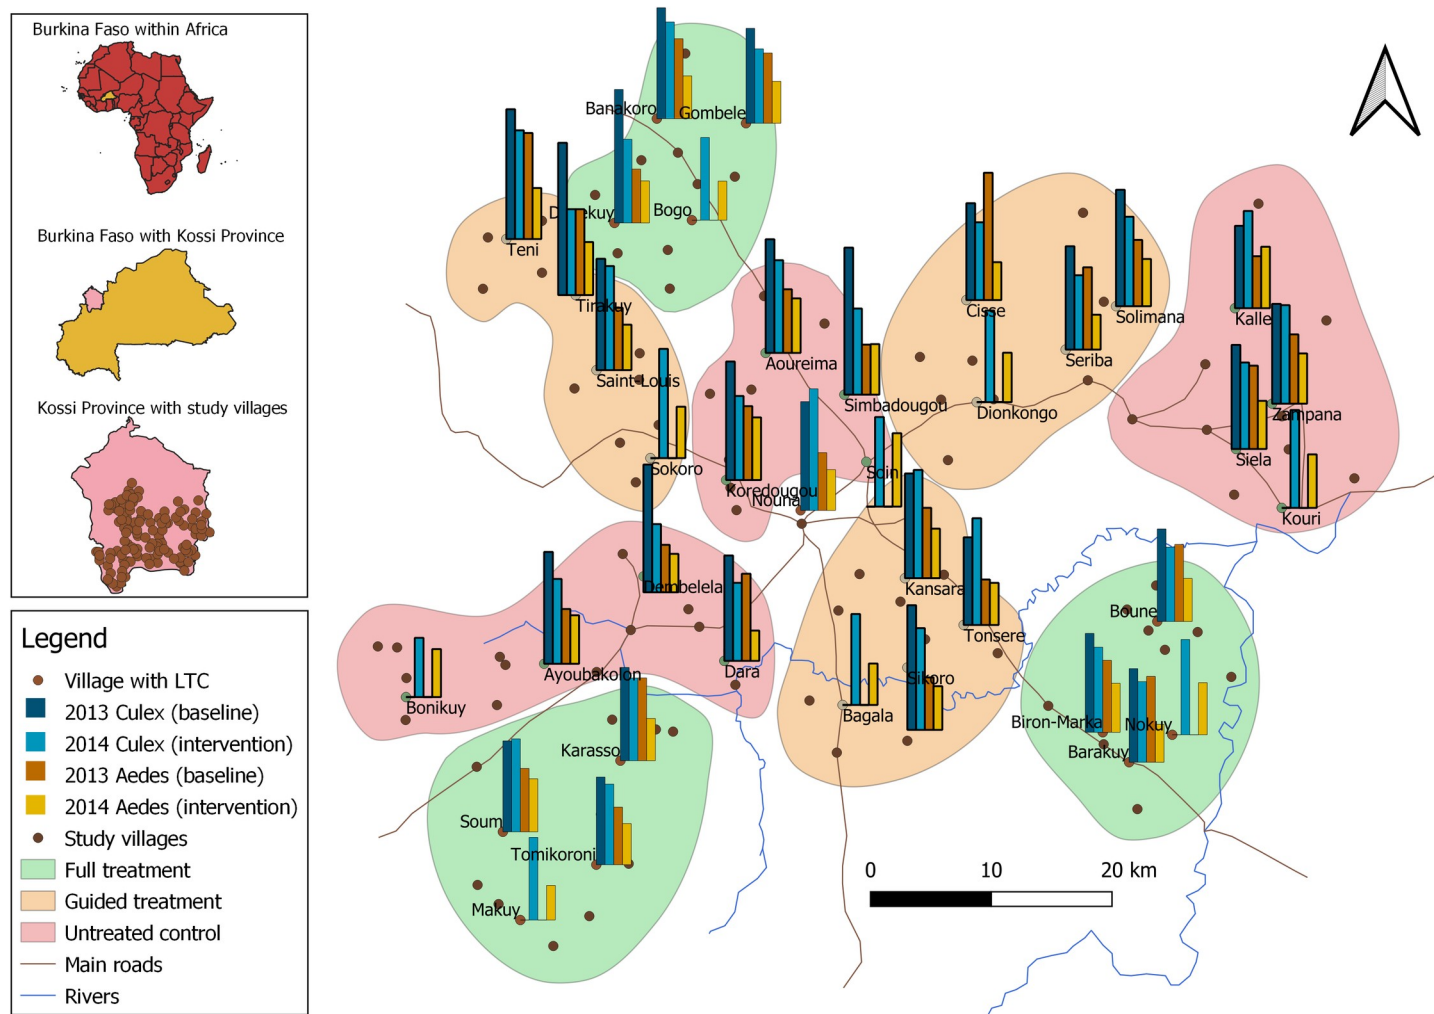 Burkina Faso within Africa
Burkina Faso with Kossi Province
Kossi Province with study villages
Legend
Village with LTC
2013 Culex (baseline)
2014 Culex (intervention)
2013 Aedes (baseline)
2014 Aedes (intervention)
Study villages
Full treatment
Guided treatment
Untreated control
Main roads
Rivers
Banakoro
Gombele
Bogo
Teni
Tirakuy
Saint-Louis
Sokoro
Aoureima
Simbadougou
Koredougou
Nouna
Scin
Cisse
Solimana
Seriba
Dionkongo
Kalle
Zampana
Siela
Kouri
Dembelela
Ayoubakolon
Dara
Bonikuy
Kansara
Tonsere
Sikoro
Bagala
Boune
Biron-Marka
Nokuy
Barakuy
Karasso
Soum
Tomikoroni
Makuy
0 10 20 km